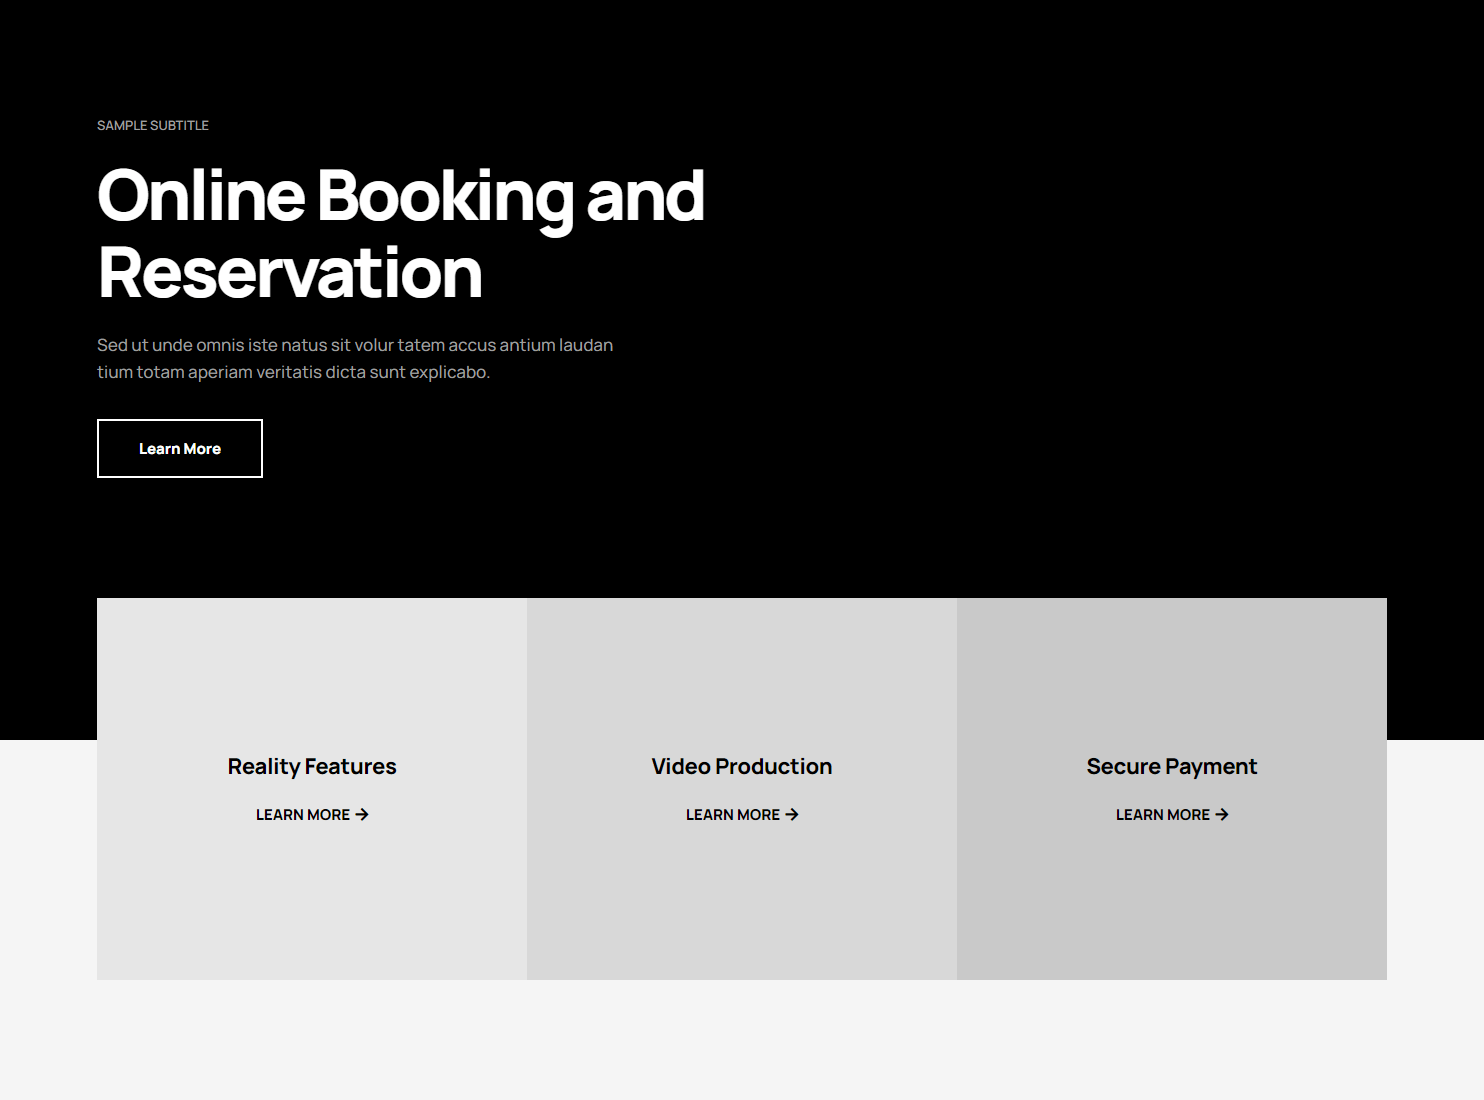 SAMPLE SUBTITLE
Online Booking and
Reservation
Sed ut unde omnis iste natus sit volur tatem accus antium laudan
tium totam aperiam veritatis dicta sunt explicabo.
Learn More
Reality Features
LEARN MORE →
Video Production
LEARN MORE →
Secure Payment
LEARN MORE →